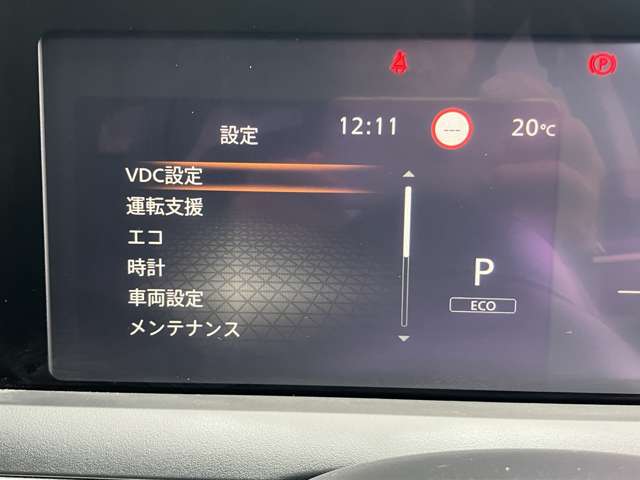 設定
12:11
---
20℃
VDC設定
運転支援
エコ
時計
車両設定
メンテナンス
P
ECO
P